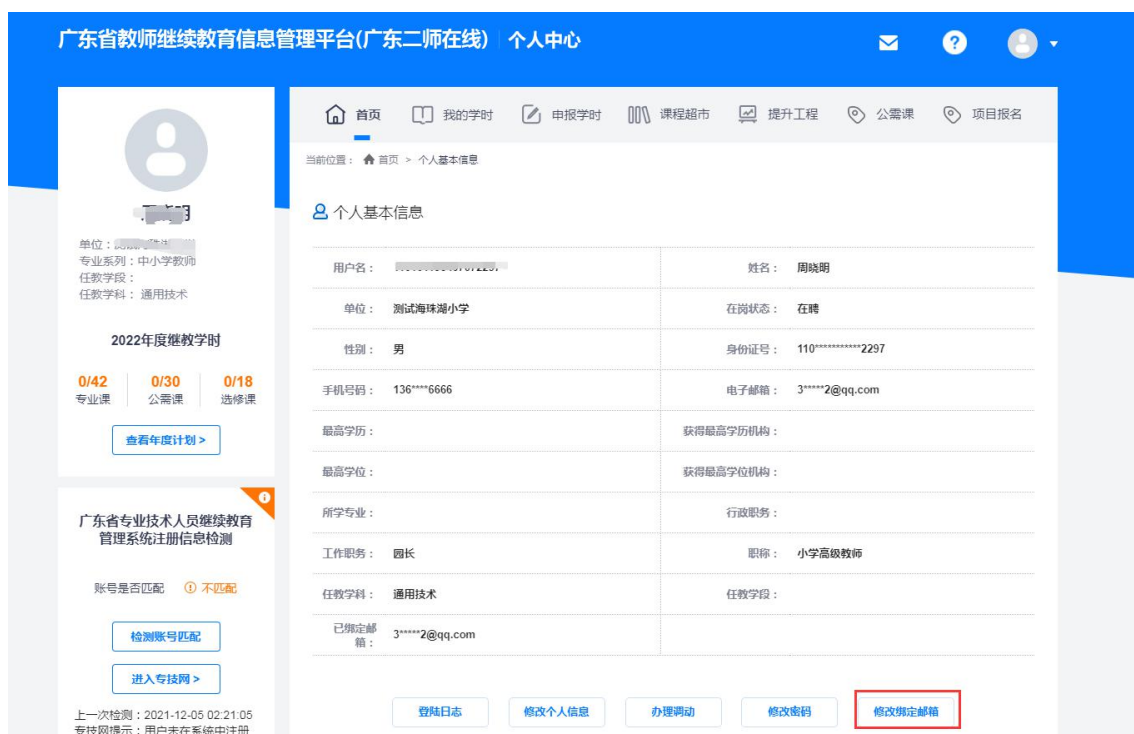 广东省教师继续教育信息管理平台(广东二师在线) 个人中心
首页 我的学时 申报学时 课程超市 提升工程 公需课 项目报名
当前位置： 首页 > 个人基本信息
单位：
专业系列：中小学教师
任教学段：
任教学科：通用技术
2022年度继教学时
0/42 0/30 0/18
专业课 公需课 选修课
查看年度计划 >
广东省专业技术人员继续教育
管理系统注册信息检测
账号是否匹配 不匹配
检测账号匹配
进入专技网 >
上一次检测：2021-12-05 02:21:05
专技网提示：用户未在系统中注册
个人基本信息
用户名： 姓名： 周晓明
单位： 测试海珠湖小学 在岗状态： 在聘
性别： 男 身份证号： 110***********2297
手机号码： 136****6666 电子邮箱： 3*****2@qq.com
最高学历： 获得最高学历机构：
最高学位： 获得最高学位机构：
所学专业： 行政职务：
工作职务： 园长 职称： 小学高级教师
任教学科： 通用技术 任教学段：
已绑定邮
箱： 3*****2@qq.com
登陆日志 修改个人信息 办理调动 修改密码 修改绑定邮箱